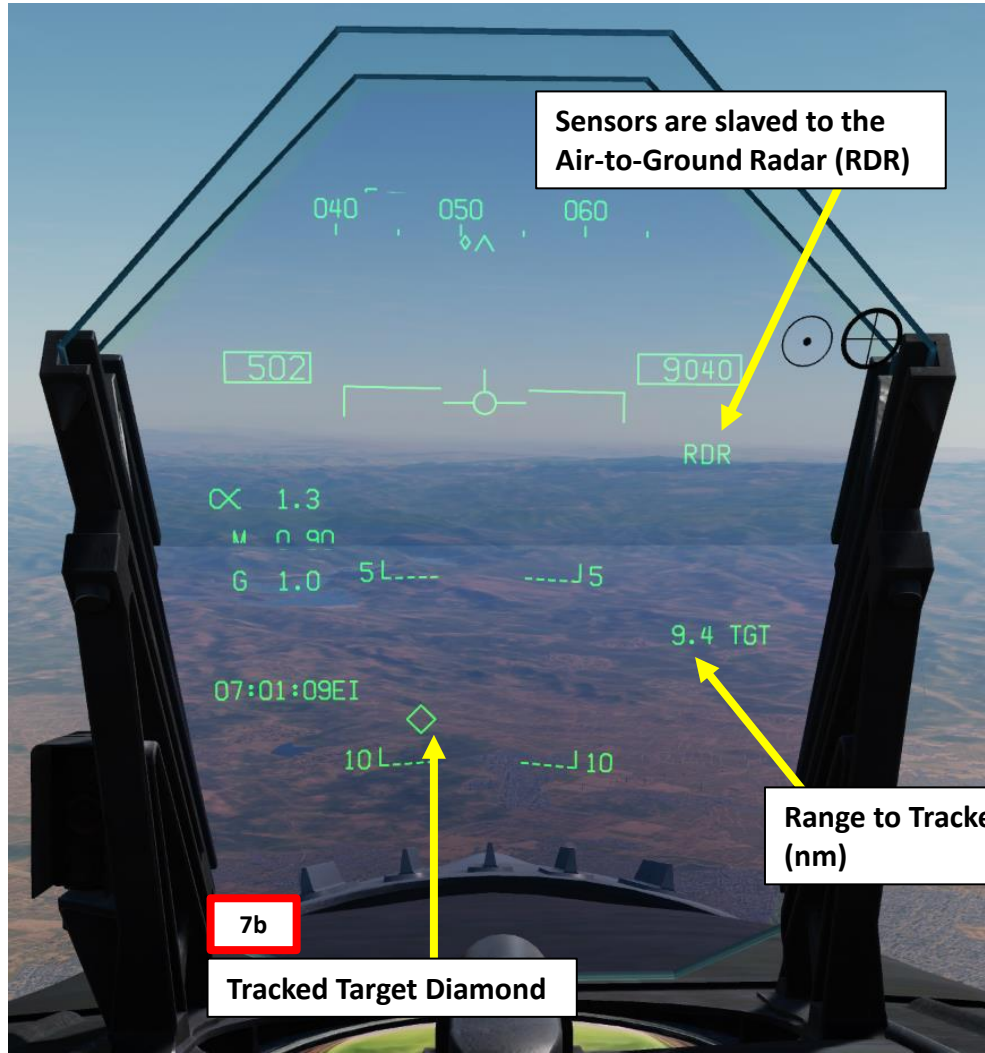 Sensors are slaved to the
Air-to-Ground Radar (RDR)
040 050 060
502 9040
RDR
α 1.3
M 0.90
G 1.0
5 5
9.4 TGT
07:01:09EI
10 10
Range to Tracke
(nm)
7b
Tracked Target Diamond